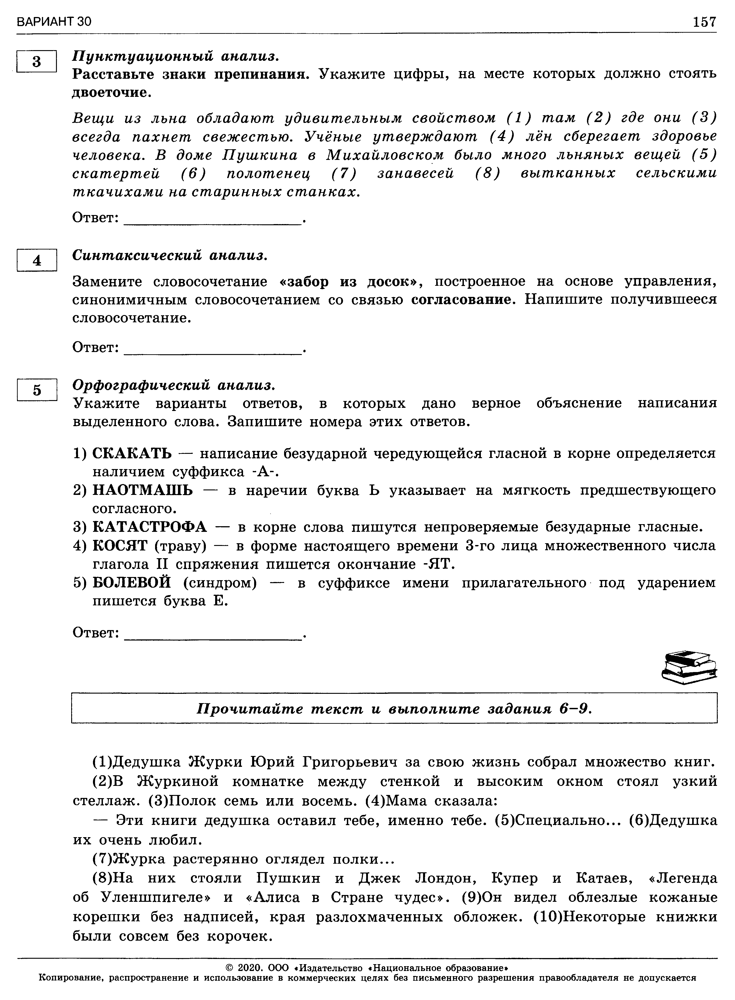 ВАРИАНТ 30
157
3
Пунктуационный анализ.
Расставьте знаки препинания. Укажите цифры, на месте которых должно стоять
двоеточие.
Вещи из льна обладают удивительным свойством (1) там (2) где они (3)
всегда пахнет свежестью. Учёные утверждают (4) лён сберегает здоровье
человека. В доме Пушкина в Михайловском было много льняных вещей (5)
скатертей (6) полотенец (7) занавесей (8) вытканных сельскими
ткачихами на старинных станках.
Ответ: ____________________.
4
Синтаксический анализ.
Замените словосочетание «забор из досок», построенное на основе управления,
синонимичным словосочетанием со связью согласование. Напишите получившееся
словосочетание.
Ответ: ____________________.
5
Орфографический анализ.
Укажите варианты ответов, в которых дано верное объяснение написания
выделенного слова. Запишите номера этих ответов.
1) СКАКАТЬ — написание безударной чередующейся гласной в корне определяется
наличием суффикса -А-.
2) НАОТМАШЬ — в наречии буква Ь указывает на мягкость предшествующего
согласного.
3) КАТАСТРОФА — в корне слова пишутся непроверяемые безударные гласные.
4) КОСЯТ (траву) — в форме настоящего времени 3-го лица множественного числа
глагола II спряжения пишется окончание -ЯТ.
5) БОЛЕВОЙ (синдром) — в суффиксе имени прилагательного под ударением
пишется буква Е.
Ответ: ____________________.
Прочитайте текст и выполните задания 6–9.
(1)Дедушка Журки Юрий Григорьевич за свою жизнь собрал множество книг.
(2)В Журкиной комнатке между стенкой и высоким окном стоял узкий
стеллаж. (3)Полок семь или восемь. (4)Мама сказала:
— Эти книги дедушка оставил тебе, именно тебе. (5)Специально... (6)Дедушка
их очень любил.
(7)Журка растерянно оглядел полки...
(8)На них стояли Пушкин и Джек Лондон, Купер и Катаев, «Легенда
об Уленшпигеле» и «Алиса в Стране чудес». (9)Он видел облезлые кожаные
корешки без надписей, края разлохмаченных обложек. (10)Некоторые книжки
были совсем без корочек.
© 2020. ООО «Издательство «Национальное образование»
Копирование, распространение и использование в коммерческих целях без письменного разрешения правообладателя не допускается